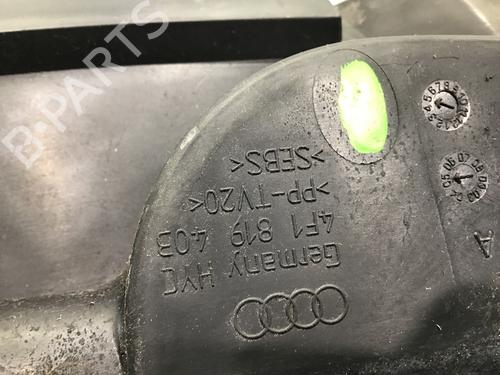 B-PARTS
>SEBS<
>PP-TV20<
4F1 819 403
Germany HYC
A